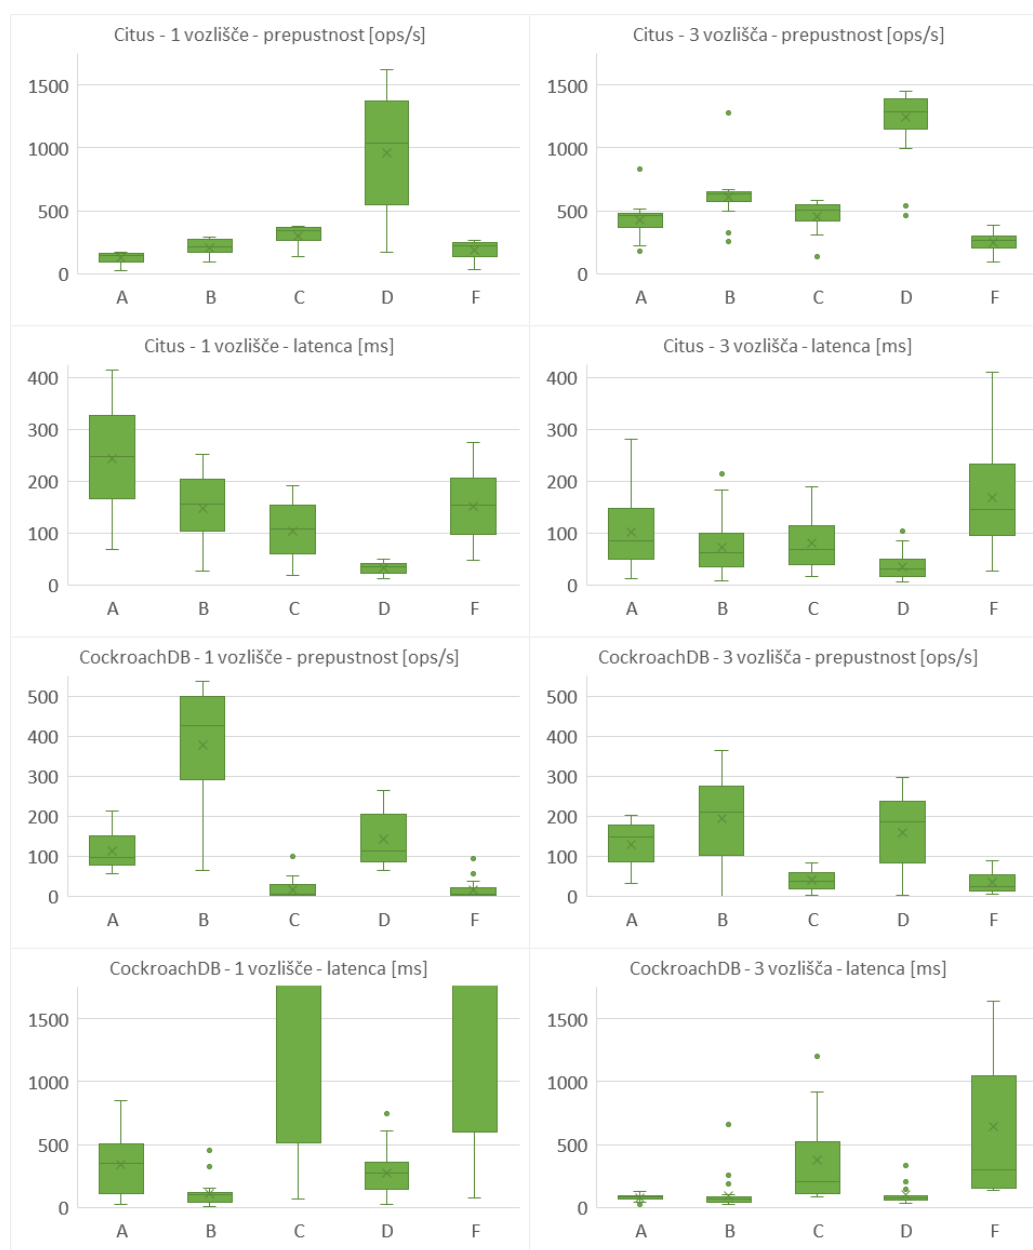 Citus - 1 vozlišče - prepustnost [ops/s]
1500
1000
500
0
A B C D F
Citus - 3 vozlišča - prepustnost [ops/s]
1500
1000
500
0
A B C D F
Citus - 1 vozlišče - latenca [ms]
400
300
200
100
0
A B C D F
Citus - 3 vozlišča - latenca [ms]
400
300
200
100
0
A B C D F
CockroachDB - 1 vozlišče - prepustnost [ops/s]
500
400
300
200
100
0
A B C D F
CockroachDB - 3 vozlišča - prepustnost [ops/s]
500
400
300
200
100
0
A B C D F
CockroachDB - 1 vozlišče - latenca [ms]
1500
1000
500
0
A B C D F
CockroachDB - 3 vozlišča - latenca [ms]
1500
1000
500
0
A B C D F